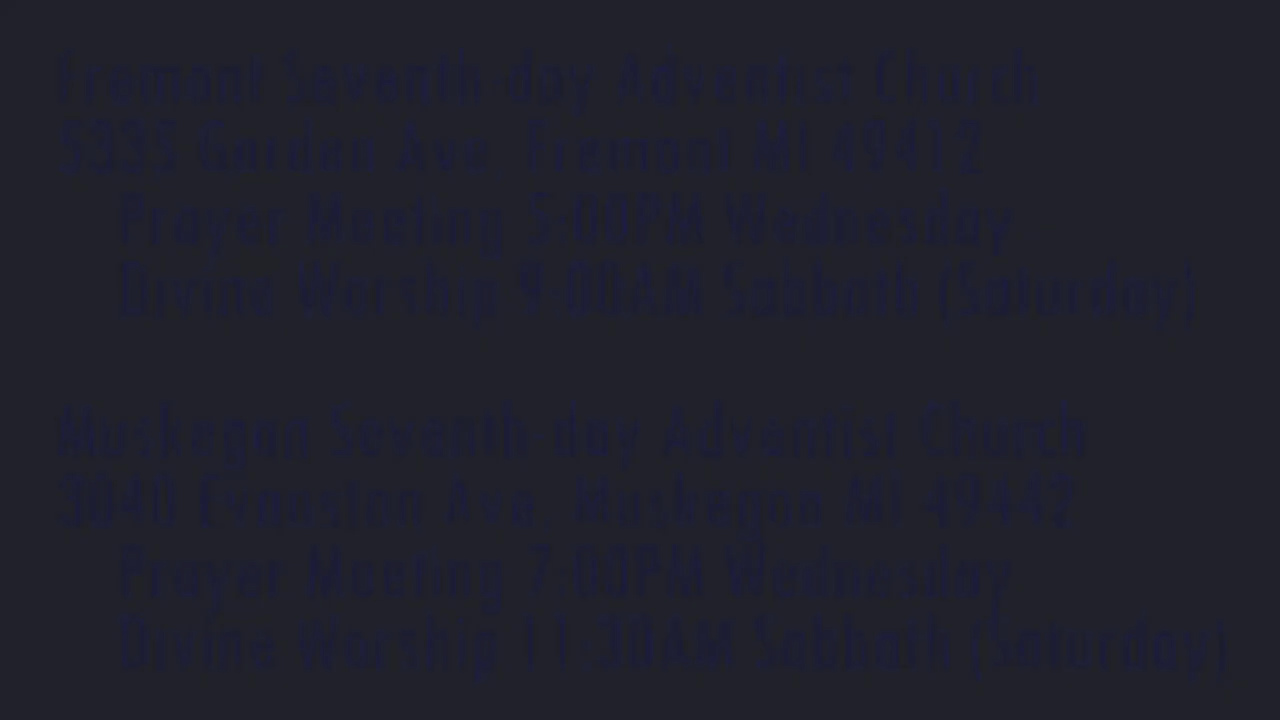 Fremont Seventh-day Adventist Church
5235 Garden Ave. Fremont MI 49412
Prayer Meeting 5:00PM Wednesday
Divine Worship 9:00AM Sabbath (Saturday)
Muskegon Seventh-day Adventist Church
3040 Evanston Ave. Muskegon MI 49442
Prayer Meeting 7:00PM Wednesday
Divine Worship 11:30AM Sabbath (Saturday)